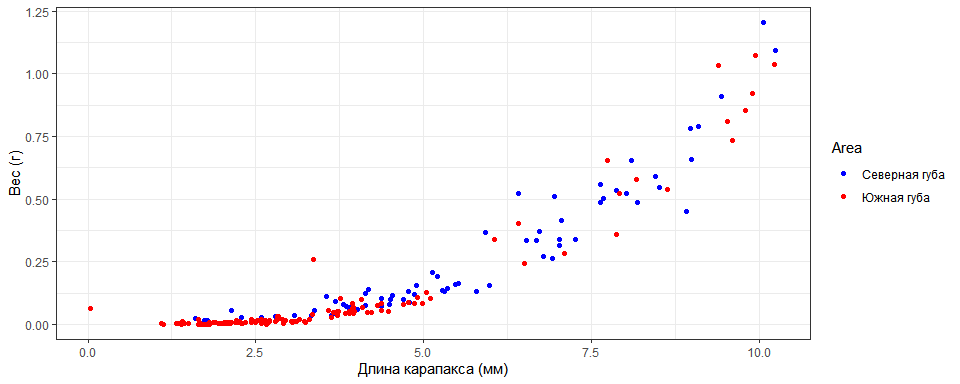 1.25
1.00
0.75
0.50
0.25
0.00
Вес (г)
0.0 2.5 5.0 7.5 10.0
Длина карапакса (мм)
Area
Северная губа
Южная губа